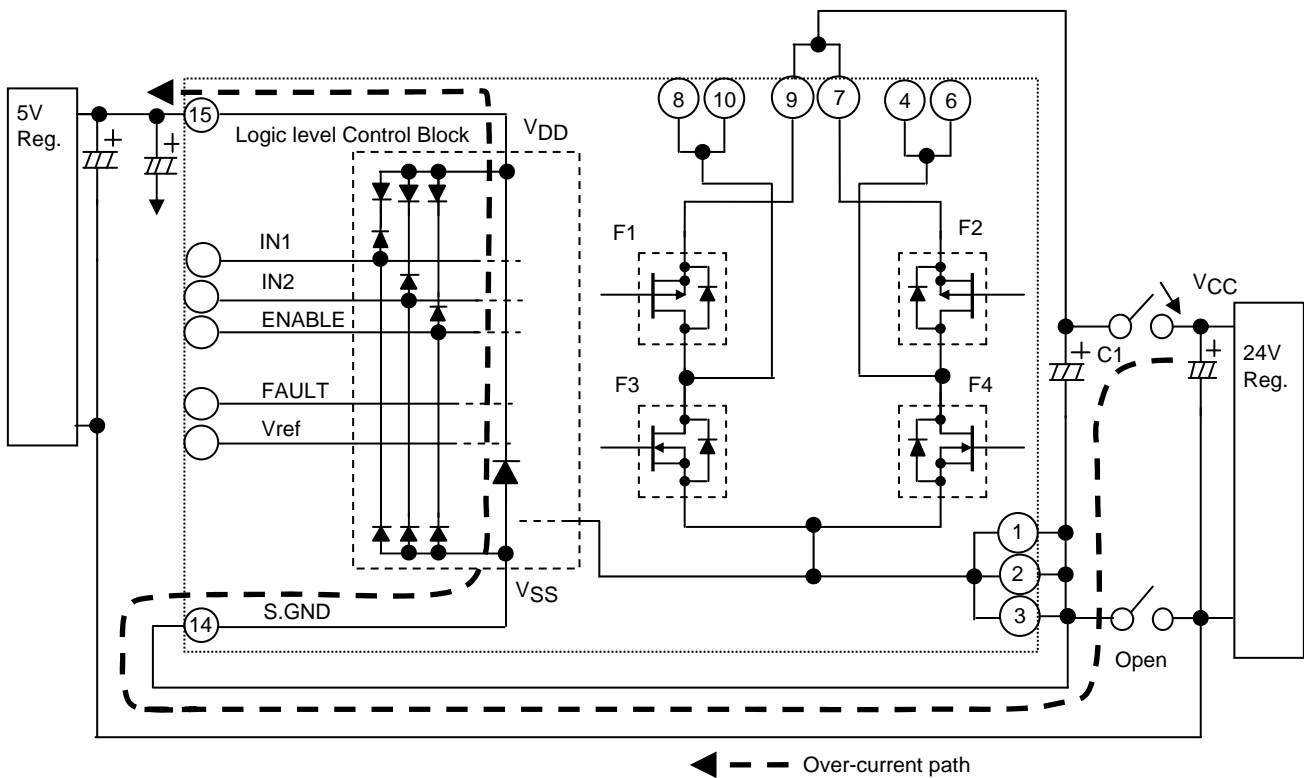 5V
Reg.
+
+
15
Logic level Control Block
VDD
8
10
9
7
4
6
IN1
IN2
ENABLE
FAULT
Vref
F1
F2
F3
F4
VCC
+
C1
+
24V
Reg.
1
2
3
VSS
S.GND
14
Open
Over-current path